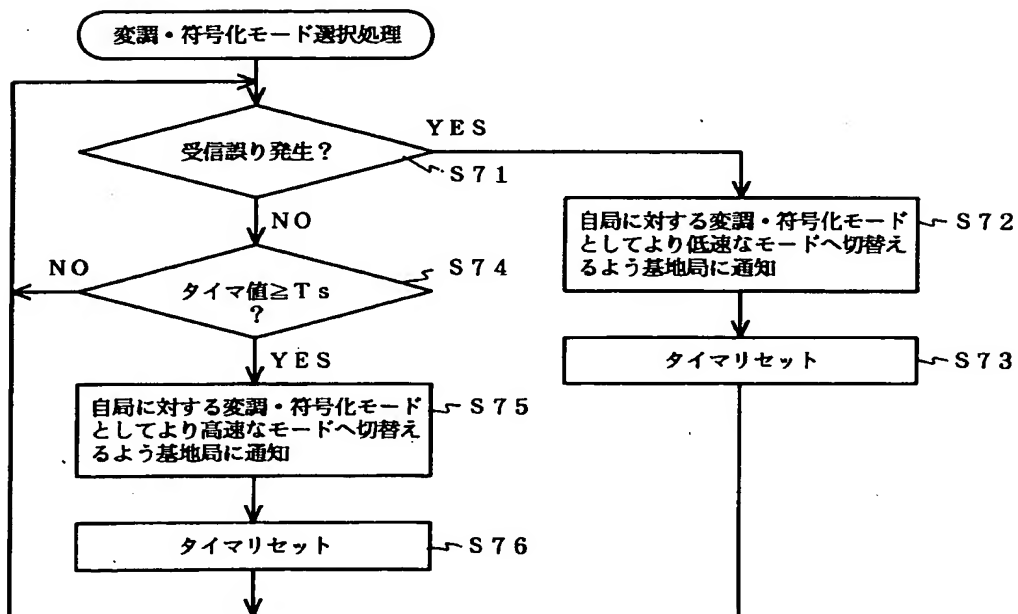 変調・符号化モード選択処理
受信誤り発生?
YES
S71
NO
自局に対する変調・符号化モード
としてより低速なモードへ切替え
るよう基地局に通知
S72
タイマ値≧Ts
?
NO
S74
YES
タイマリセット
S73
自局に対する変調・符号化モード
としてより高速なモードへ切替え
るよう基地局に通知
S75
タイマリセット
S76